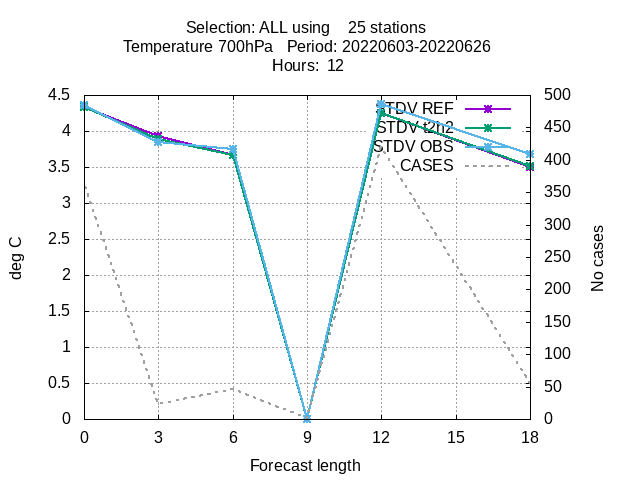 Selection: ALL using    25 stations
Temperature 700hPa   Period: 20220603-20220626
Hours:  12
4.5
4
3.5
3
2.5
2
1.5
1
0.5
0
deg C
STDV REF
STDV t2h2
STDV OBS
CASES
500
450
400
350
300
250
200
150
100
50
0
No cases
0 3 6 9 12 15 18
Forecast length